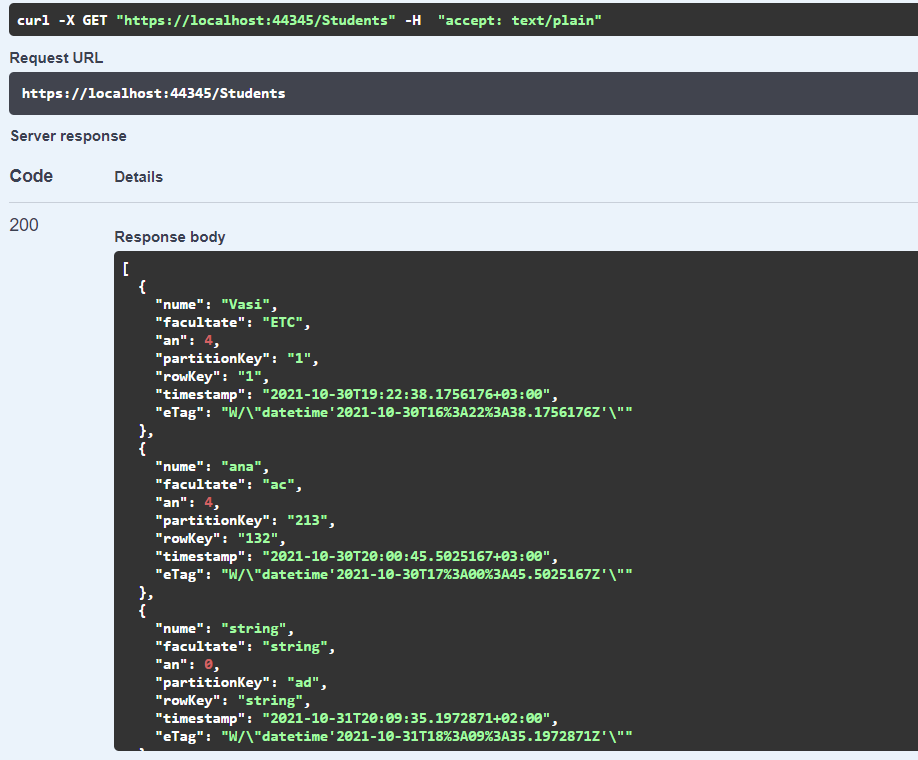 curl -X GET "https://localhost:44345/Students" -H  "accept: text/plain"
Request URL
https://localhost:44345/Students
Server response
Code Details
200
Response body
[
  {
    "nume": "Vasi",
    "facultate": "ETC",
    "an": 4,
    "partitionKey": "1",
    "rowKey": "1",
    "timestamp": "2021-10-30T19:22:38.1756176+03:00",
    "eTag": "W/\"datetime'2021-10-30T16%3A22%3A38.1756176Z'\""
  },
  {
    "nume": "ana",
    "facultate": "ac",
    "an": 4,
    "partitionKey": "213",
    "rowKey": "132",
    "timestamp": "2021-10-30T20:00:45.5025167+03:00",
    "eTag": "W/\"datetime'2021-10-30T17%3A00%3A45.5025167Z'\""
  },
  {
    "nume": "string",
    "facultate": "string",
    "an": 0,
    "partitionKey": "ad",
    "rowKey": "string",
    "timestamp": "2021-10-31T20:09:35.1972871+02:00",
    "eTag": "W/\"datetime'2021-10-31T18%3A09%3A35.1972871Z'\""